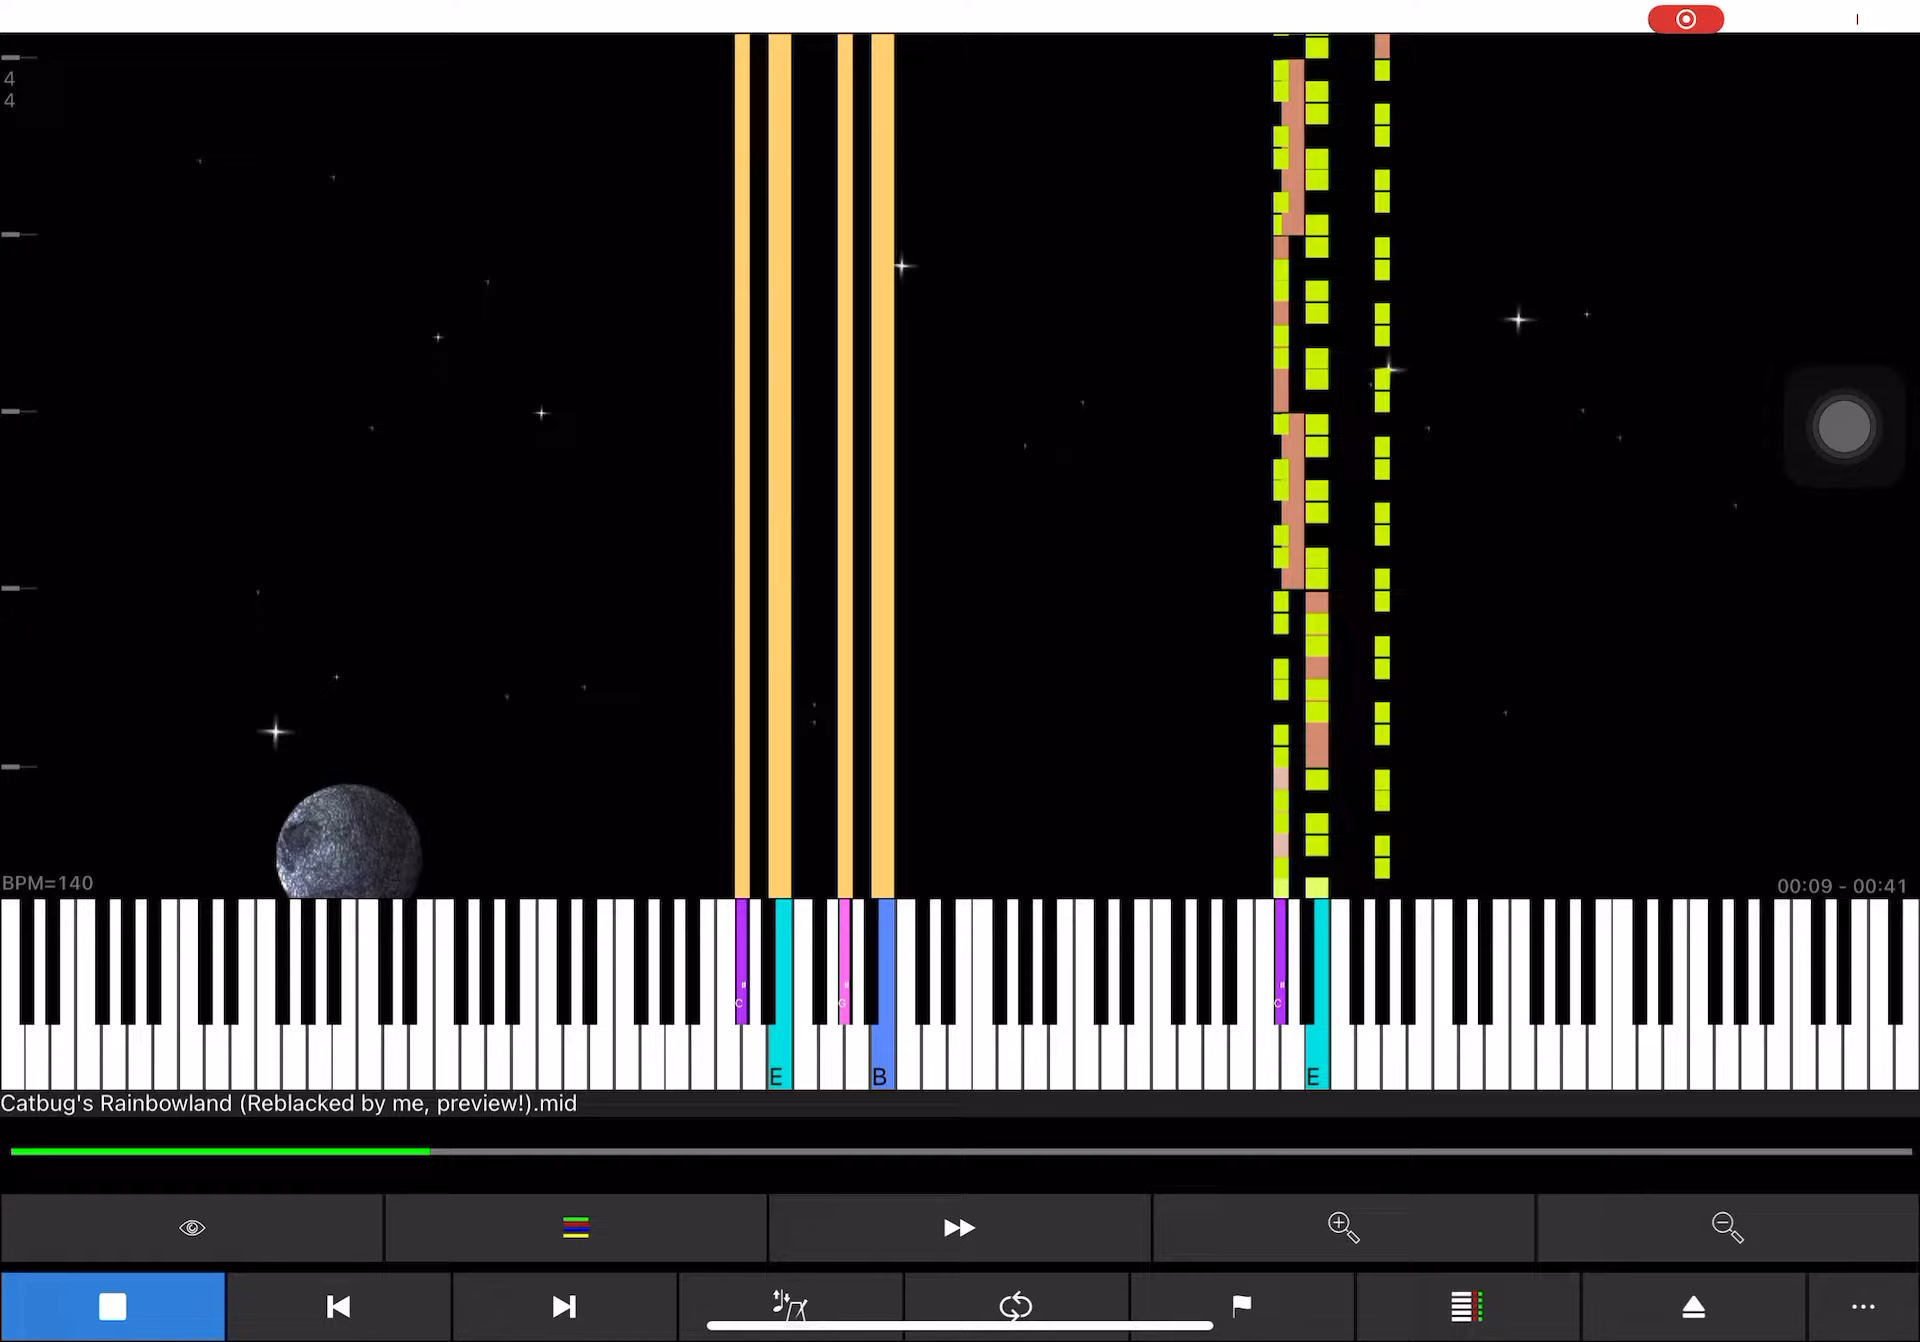 4
4
BPM=140
00:09 - 00:41
C #
G #
C #
E
B
E
Catbug's Rainbowland (Reblacked by me, preview!).mid